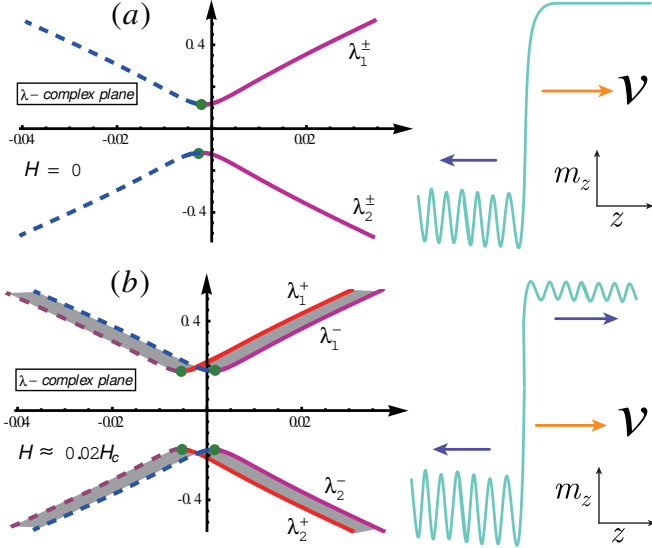 (a)
0.4
λ₁±
λ– complex plane
-0.04
-0.02
0.02
H = 0
-0.4
λ₂±
ν
m_z
z
(b)
0.4
λ₁⁺
λ₁⁻
λ– complex plane
-0.04
-0.02
0.02
H ≈ 0.02H_c
-0.4
λ₂⁻
λ₂⁺
ν
m_z
z